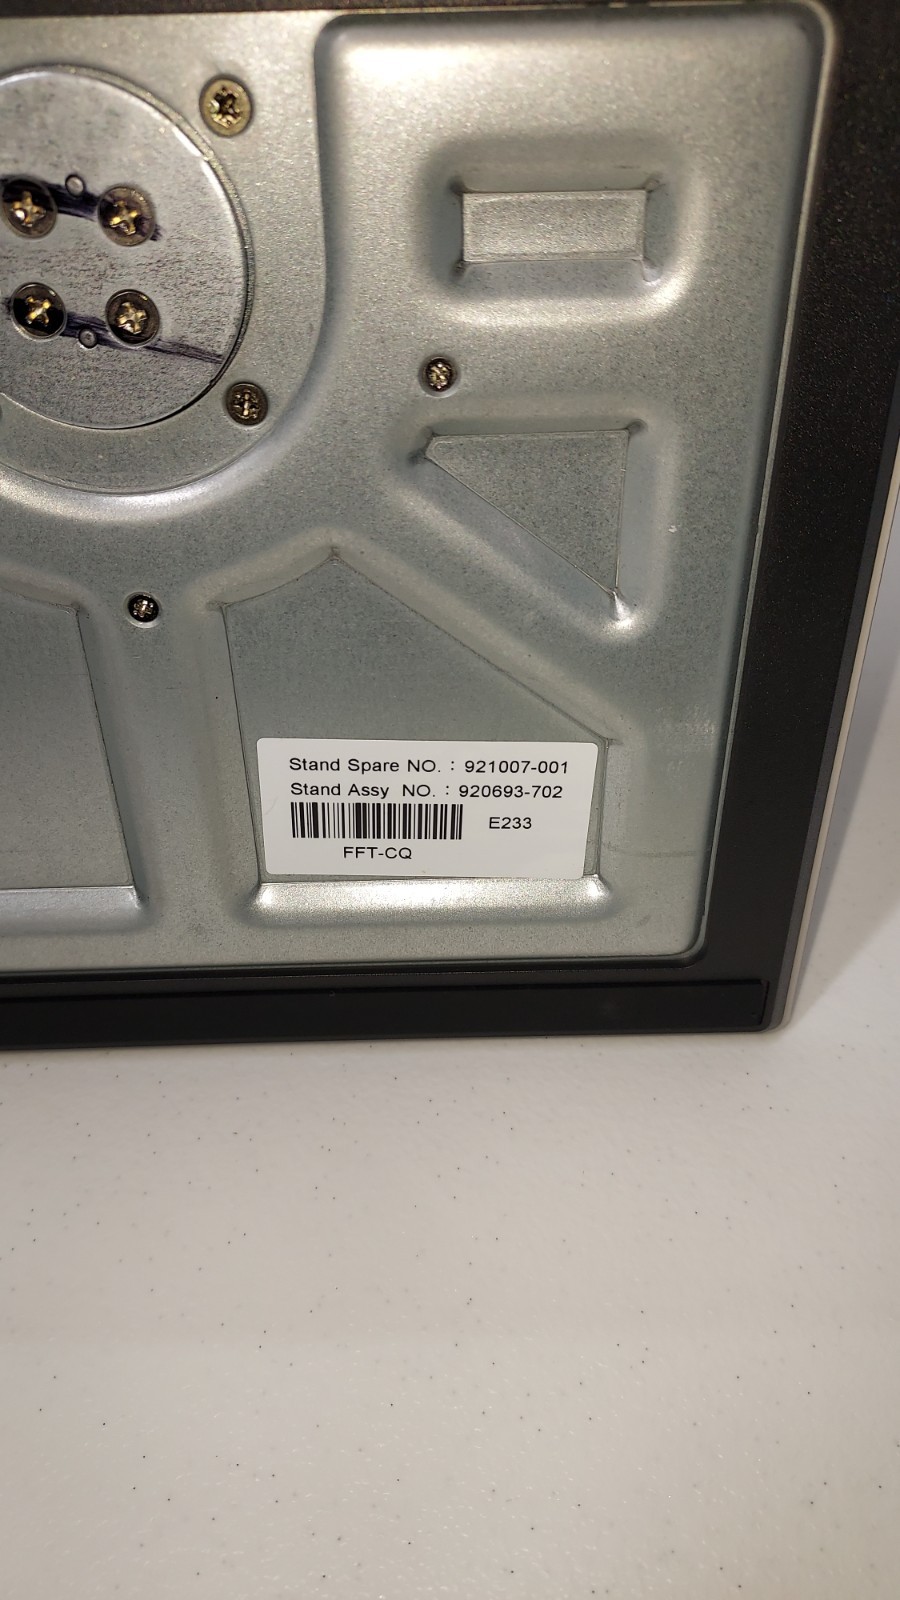 Stand Spare NO. : 921007-001
Stand Assy NO. : 920693-702
E233
FFT-CQ